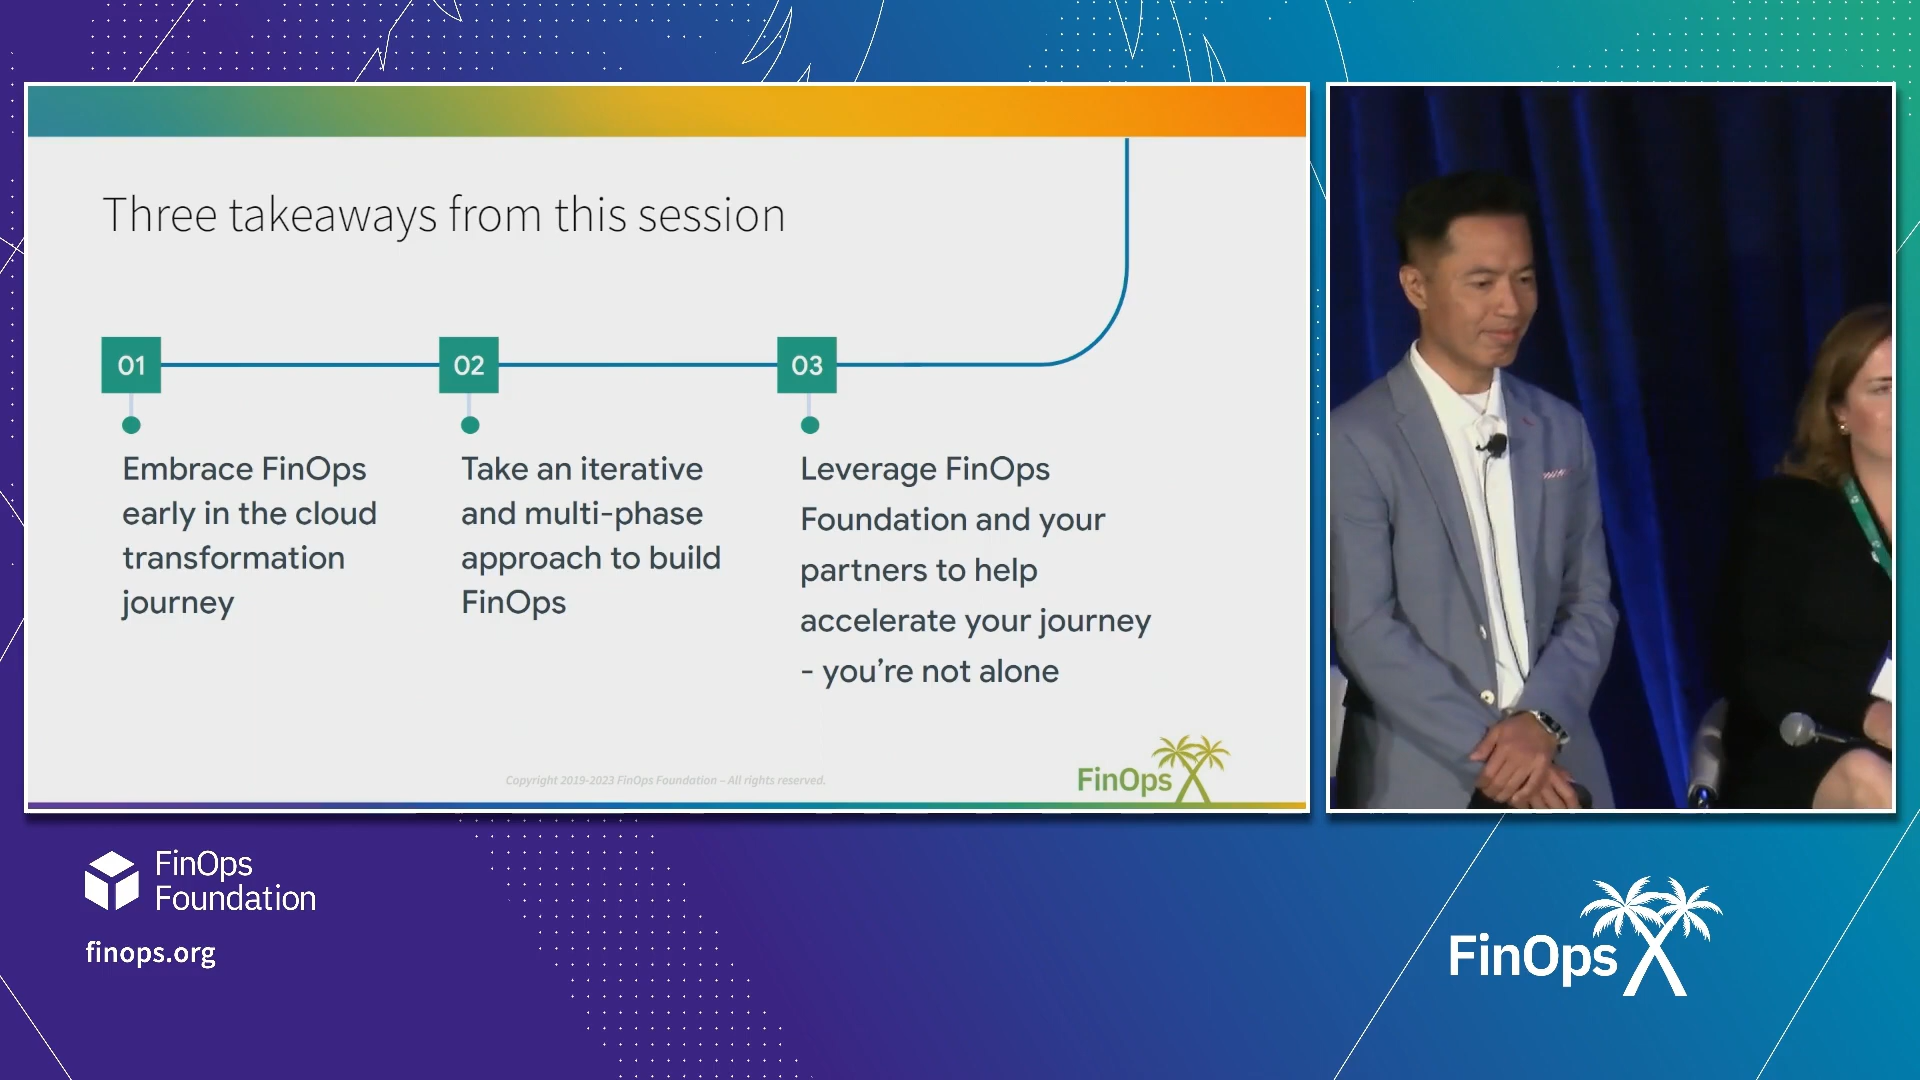 Three takeaways from this session
01
02
03
Embrace FinOps
early in the cloud
transformation
journey
Take an iterative
and multi-phase
approach to build
FinOps
Leverage FinOps
Foundation and your
partners to help
accelerate your journey
- you’re not alone
Copyright 2019-2023 FinOps Foundation – All rights reserved.
FinOps X
FinOps
Foundation
finops.org
FinOps X